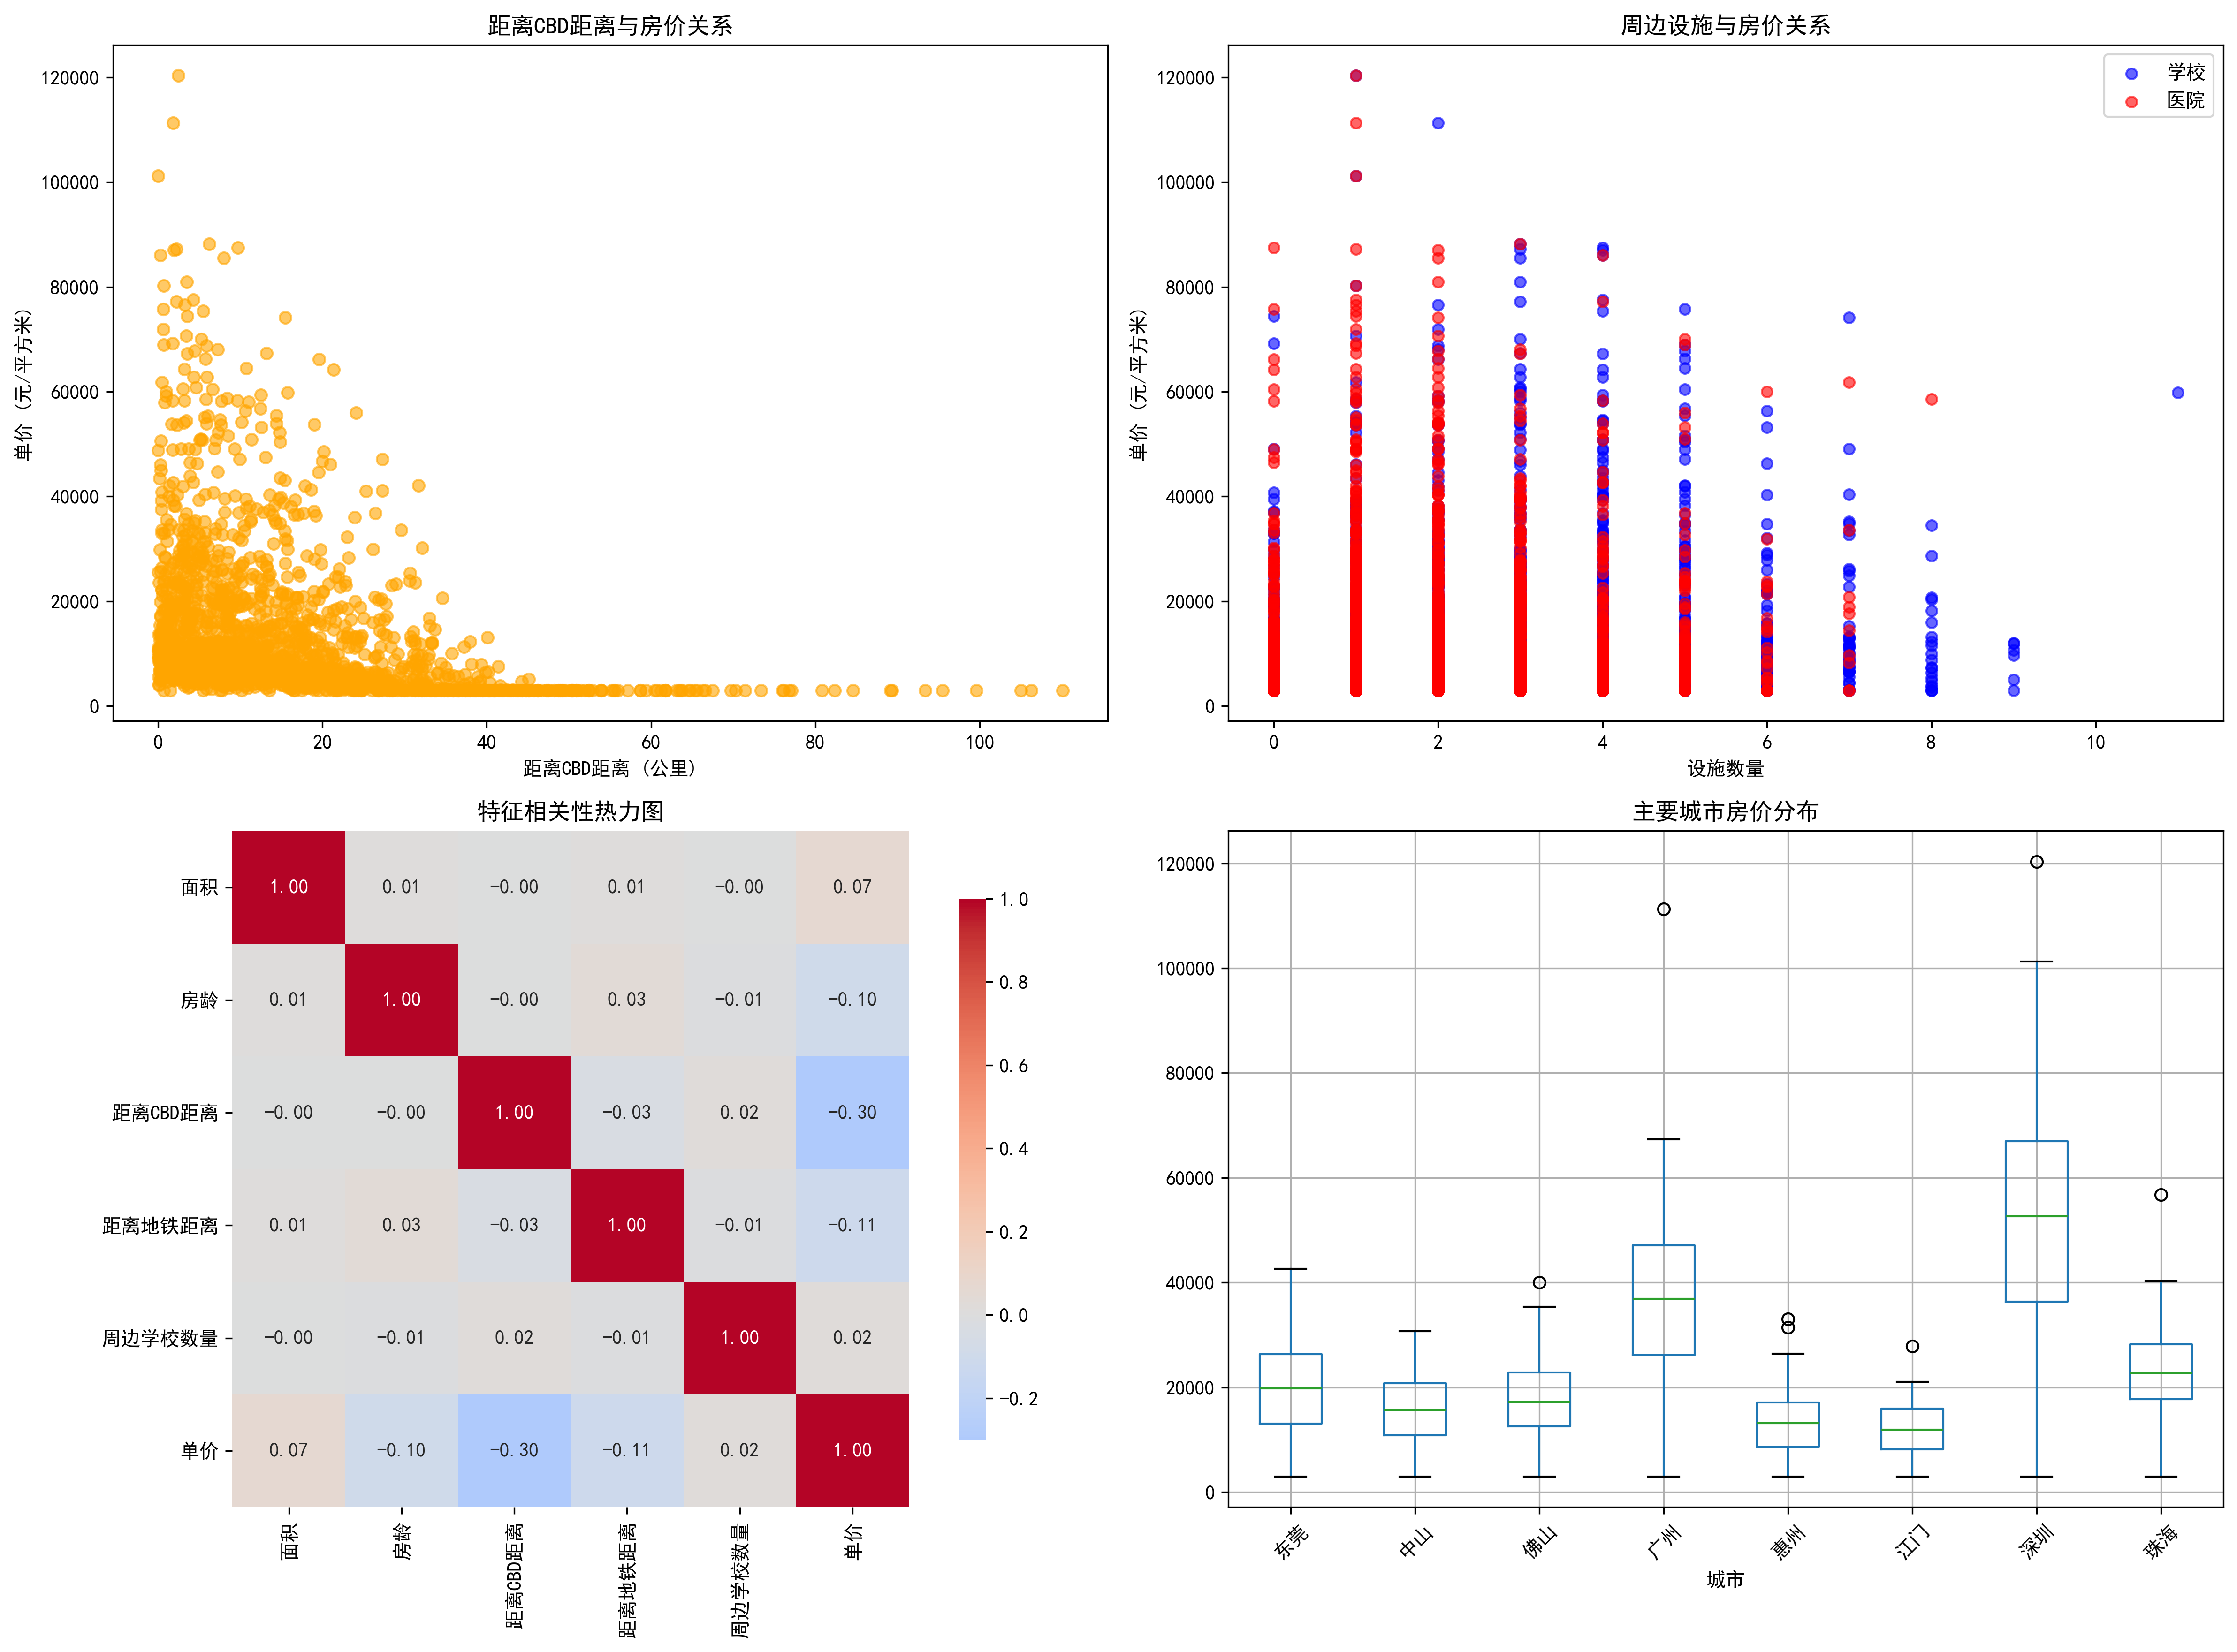 距离CBD距离与房价关系
120000
100000
80000
60000
40000
20000
0
单价 (元/平方米)
0 20 40 60 80 100
距离CBD距离 (公里)
周边设施与房价关系
学校
医院
120000
100000
80000
60000
40000
20000
0
单价 (元/平方米)
0 2 4 6 8 10
设施数量
特征相关性热力图
面积 1.00 0.01 -0.00 0.01 -0.00 0.07
房龄 0.01 1.00 -0.00 0.03 -0.01 -0.10
距离CBD距离 -0.00 -0.00 1.00 -0.03 0.02 -0.30
距离地铁距离 0.01 0.03 -0.03 1.00 -0.01 -0.11
周边学校数量 -0.00 -0.01 0.02 -0.01 1.00 0.02
单价 0.07 -0.10 -0.30 -0.11 0.02 1.00
面积 房龄 距离CBD距离 距离地铁距离 周边学校数量 单价
1.0
0.8
0.6
0.4
0.2
0.0
-0.2
主要城市房价分布
120000
100000
80000
60000
40000
20000
0
东莞 中山 佛山 广州 惠州 江门 深圳 珠海
城市